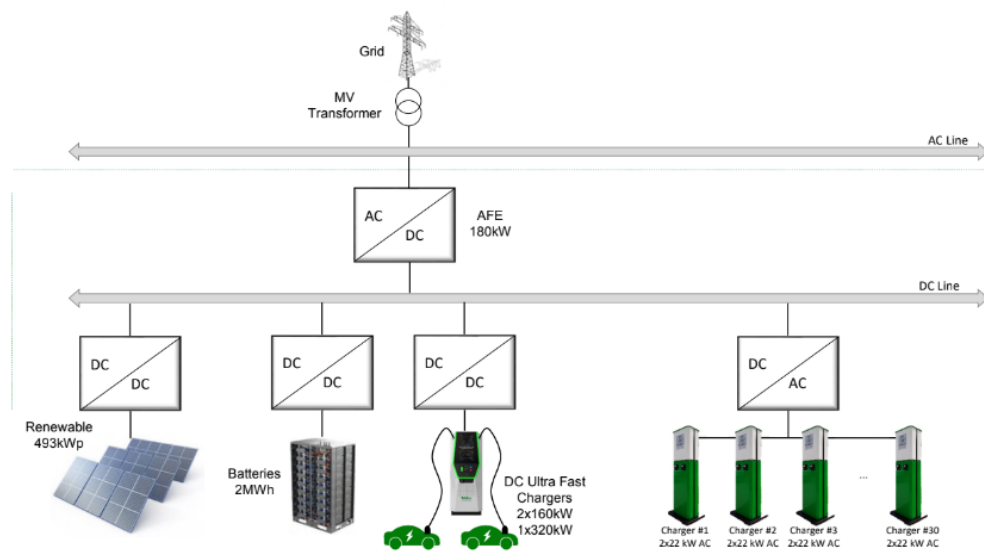 Grid
MV
Transformer
AC Line
AC
DC
AFE
180kW
DC Line
DC
DC
DC
DC
DC
DC
DC
AC
Renewable
493kWp
Batteries
2MWh
DC Ultra Fast
Chargers
2x160kW
1x320kW
...
Charger #1
2x22 kW AC
Charger #2
2x22 kW AC
Charger #3
2x22 kW AC
Charger #30
2x22 kW AC